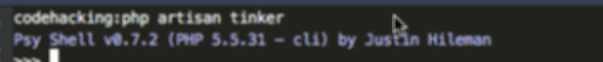 codehacking:php artisan tinker
Psy Shell v0.7.2 (PHP 5.5.31 — cli) by Justin Hileman
>>>